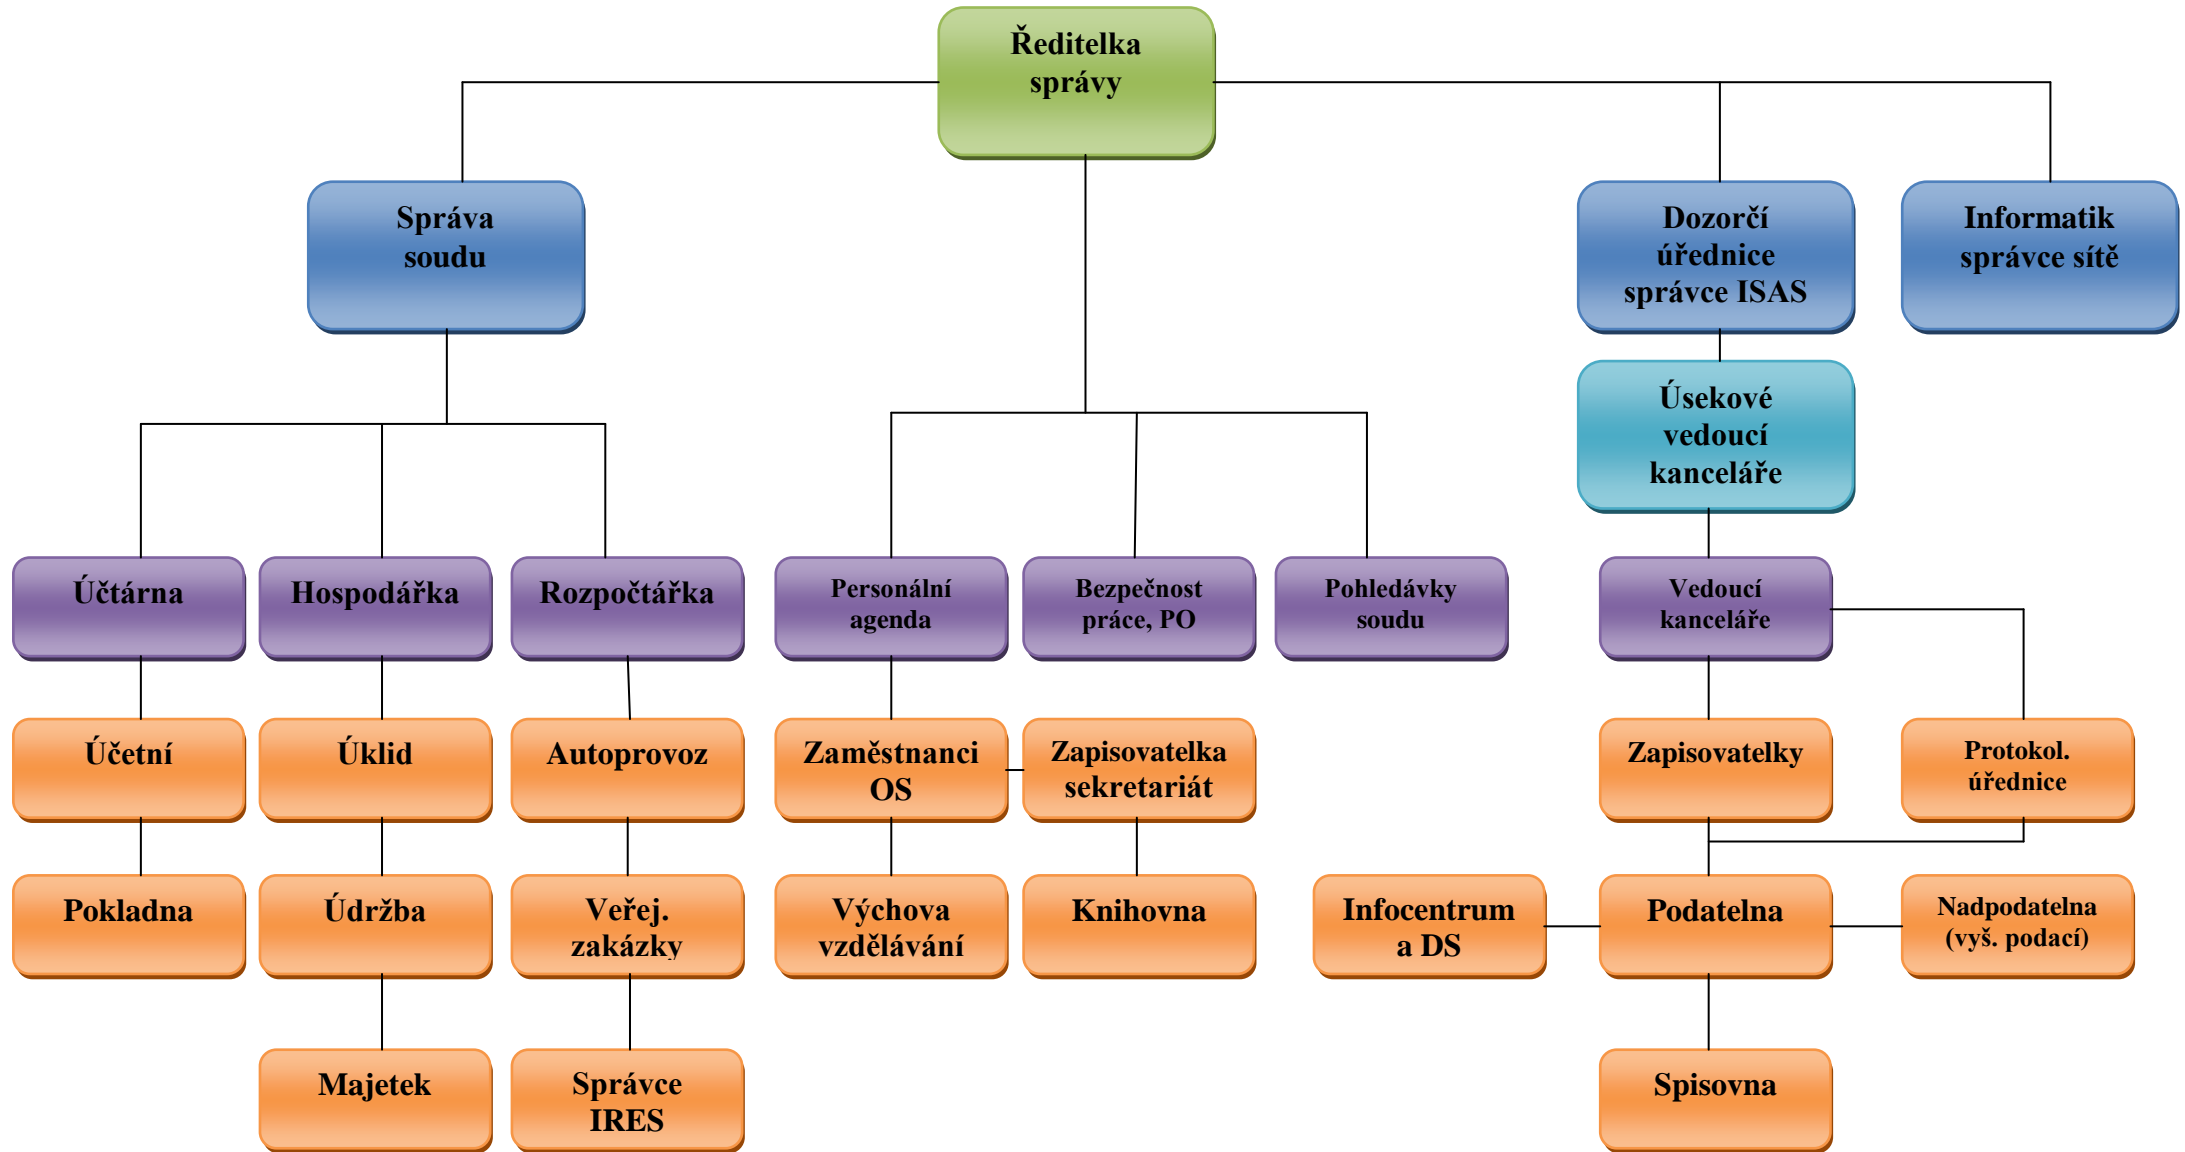 Ředitelka
správy
Správa
soudu
Dozorčí
úřednice
správce ISAS
Informatik
správce sítě
Úsekové
vedoucí
kanceláře
Účtárna
Hospodářka
Rozpočtářka
Personální
agenda
Bezpečnost
práce, PO
Pohledávky
soudu
Vedoucí
kanceláře
Účetní
Úklid
Autoprovoz
Zaměstnanci
OS
Zapisovatelka
sekretariát
Zapisovatelky
Protokol.
úřednice
Pokladna
Údržba
Veřej.
zakázky
Výchova
vzdělávání
Knihovna
Infocentrum
a DS
Podatelna
Nadpodatelna
(vyš. podací)
Majetek
Správce
IRES
Spisovna